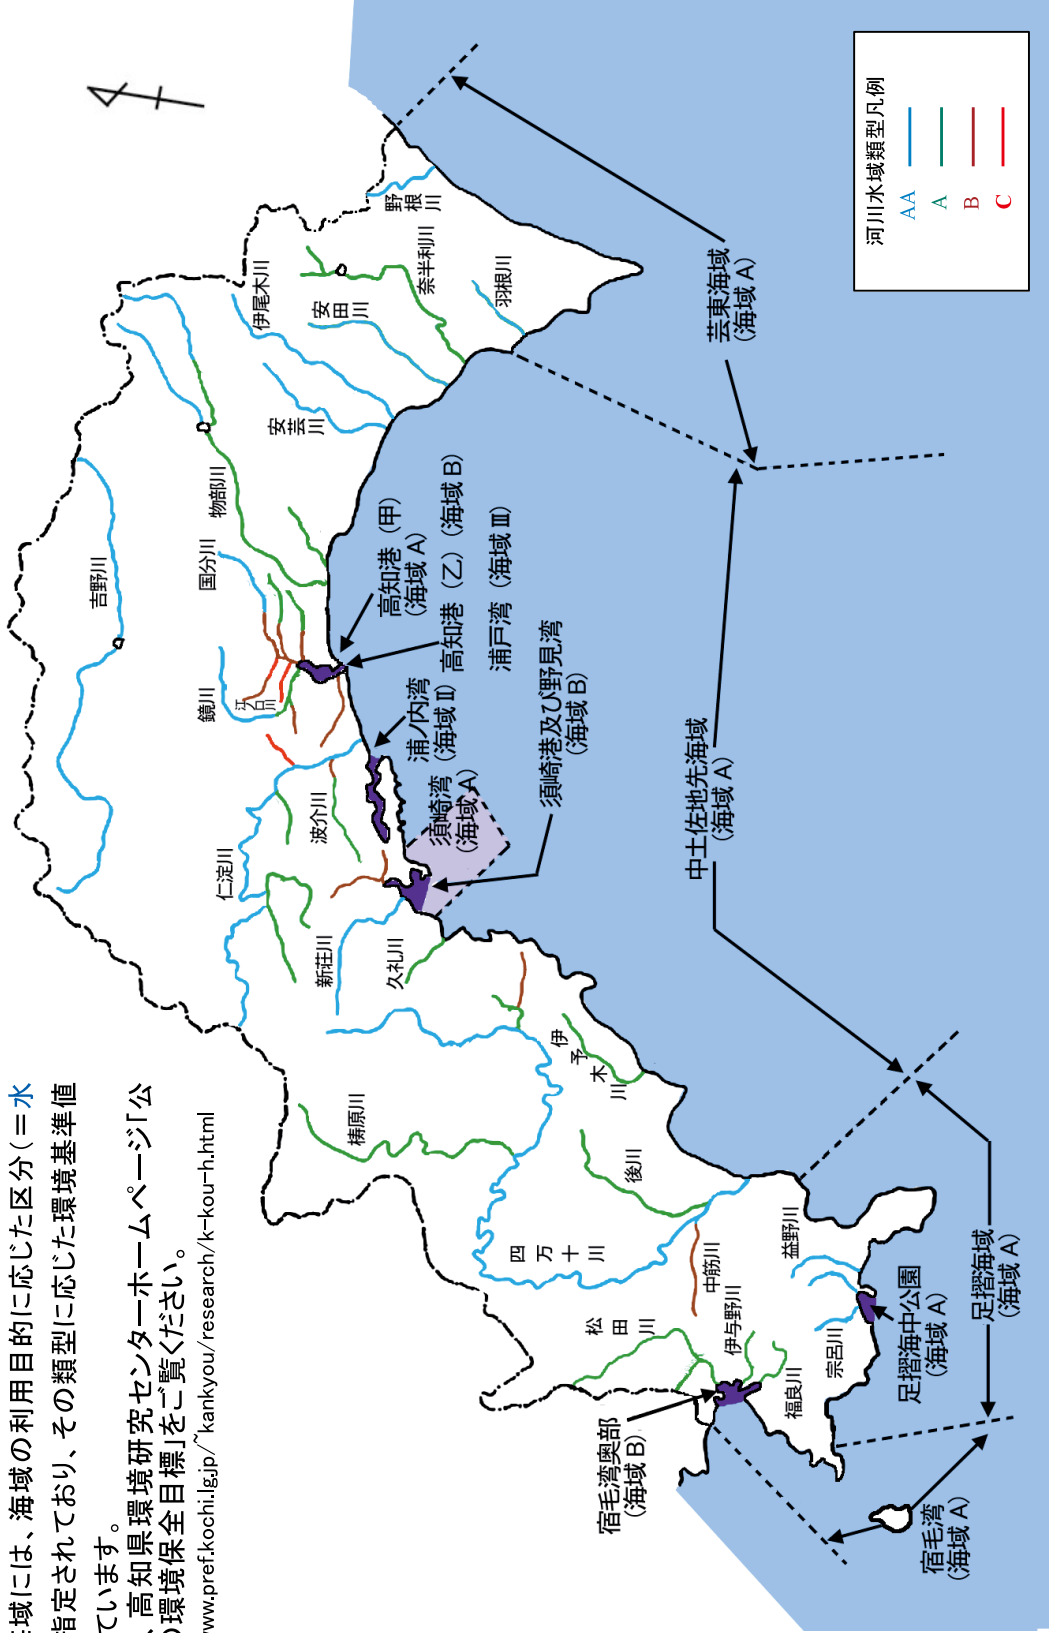 域には、海域の利用目的に応じた区分(＝水
指定されており、その類型に応じた環境基準値
ています。
、高知県環境研究センターホームページ「公
の環境保全目標」をご覧ください。
ww.pref.kochi.lg.jp/~kankyou/research/k-kou-h.html
吉野川
物部川
国分川
鏡川
江ノ口川
仁淀川
波介川
新荘川
久礼川
梼原川
四万十川
伊予木川
後川
中筋川
松田川
伊与野川
福良川
宗呂川
益野川
安芸川
伊尾木川
安田川
奈半利川
羽根川
野根川
高知港（甲）
（海域 A）
高知港（乙）（海域 B）
浦戸湾（海域 Ⅲ）
浦ノ内湾
（海域 Ⅱ）
須崎湾
（海域 A）
須崎港及び野見湾
（海域 B）
芸東海域
（海域 A）
中土佐地先海域
（海域 A）
足摺海域
（海域 A）
足摺海中公園
（海域 A）
宿毛湾奥部
（海域 B）
宿毛湾
（海域 A）
河川水域類型凡例
AA
A
B
C